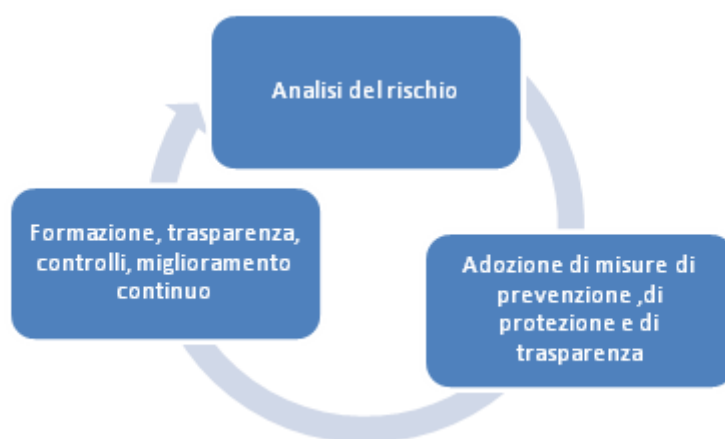 Analisi del rischio
Adozione di misure di
prevenzione ,di
protezione e di
trasparenza
Formazione, trasparenza,
controlli, miglioramento
continuo